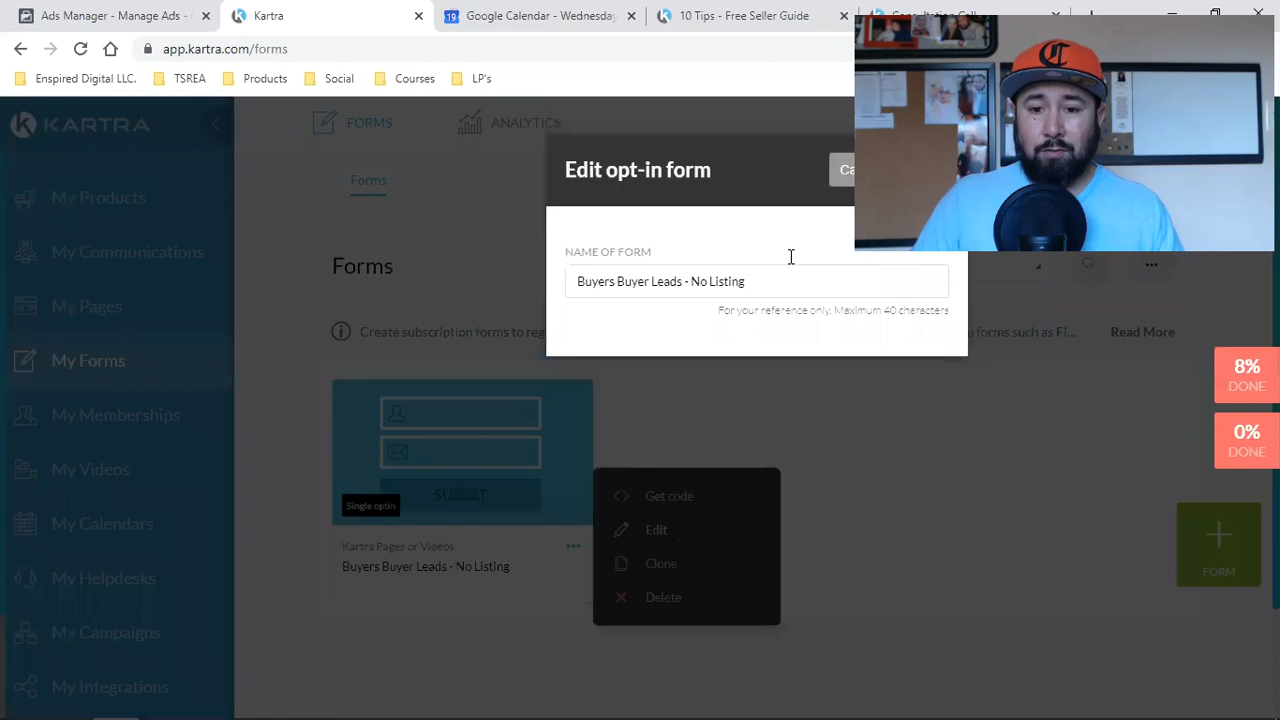 Ads Manager - Manage Ads -
Kartra
Google Calendar - Wednesday
10 Tips - Free Seller Guide
app.kartra.com/forms
Enspired Digital LLC.
TSREA
Products
Social
Courses
LP's
KARTRA
FORMS
ANALYTICS
Forms
Edit opt-in form
My Products
My Communications
My Pages
My Forms
My Memberships
My Videos
My Calendars
My Helpdesks
My Campaigns
My Integrations
Forms
NAME OF FORM
Buyers Buyer Leads - No Listing
For your reference only. Maximum 40 characters
Create subscription forms to reg
u forms such as Fi...
Read More
SUBMIT
Single optin
Kartra Pages or Videos
Buyers Buyer Leads - No Listing
Get code
Edit
Clone
Delete
8%
DONE
0%
DONE
FORM